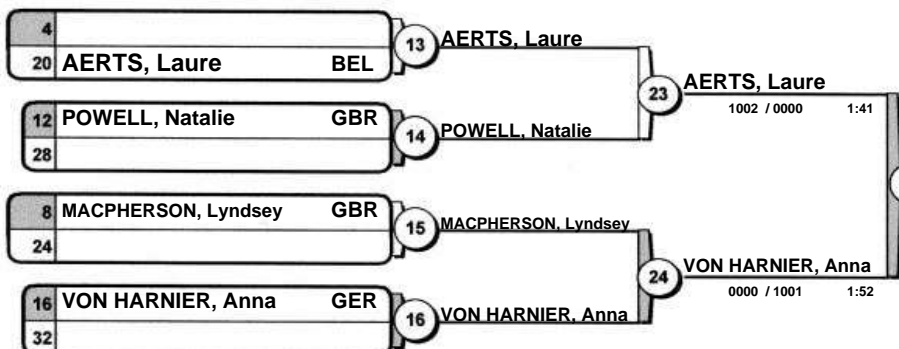 4
20 AERTS, Laure BEL
13 AERTS, Laure
12 POWELL, Natalie GBR
28
14 POWELL, Natalie
23 AERTS, Laure
1002 / 0000 1:41
8 MACPHERSON, Lyndsey GBR
24
15 MACPHERSON, Lyndsey
16 VON HARNIER, Anna GER
32
16 VON HARNIER, Anna
24 VON HARNIER, Anna
0000 / 1001 1:52